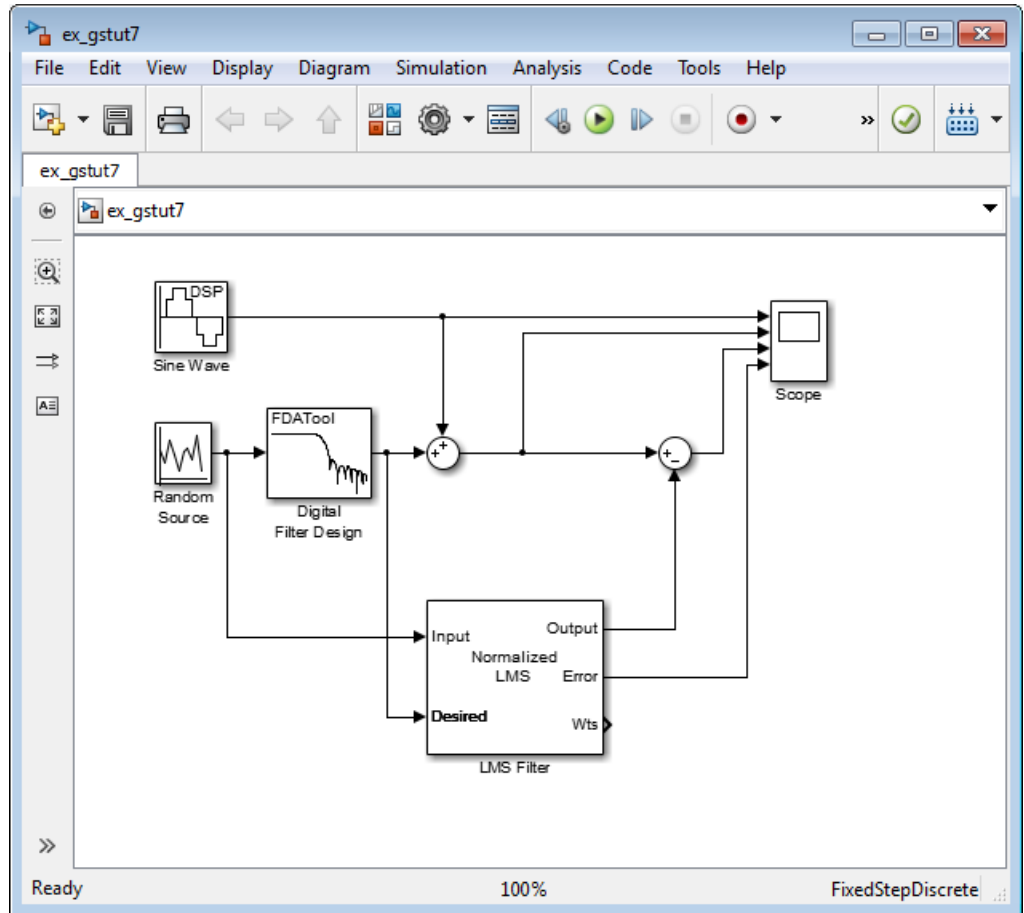 ex_gstut7
File Edit View Display Diagram Simulation Analysis Code Tools Help
»
ex_gstut7
ex_gstut7
DSP
Sine Wave
Scope
FDATool
Random
Source
Digital
Filter Design
Input
Output
Normalized
LMS
Error
Desired
Wts
LMS Filter
»
Ready 100% FixedStepDiscrete